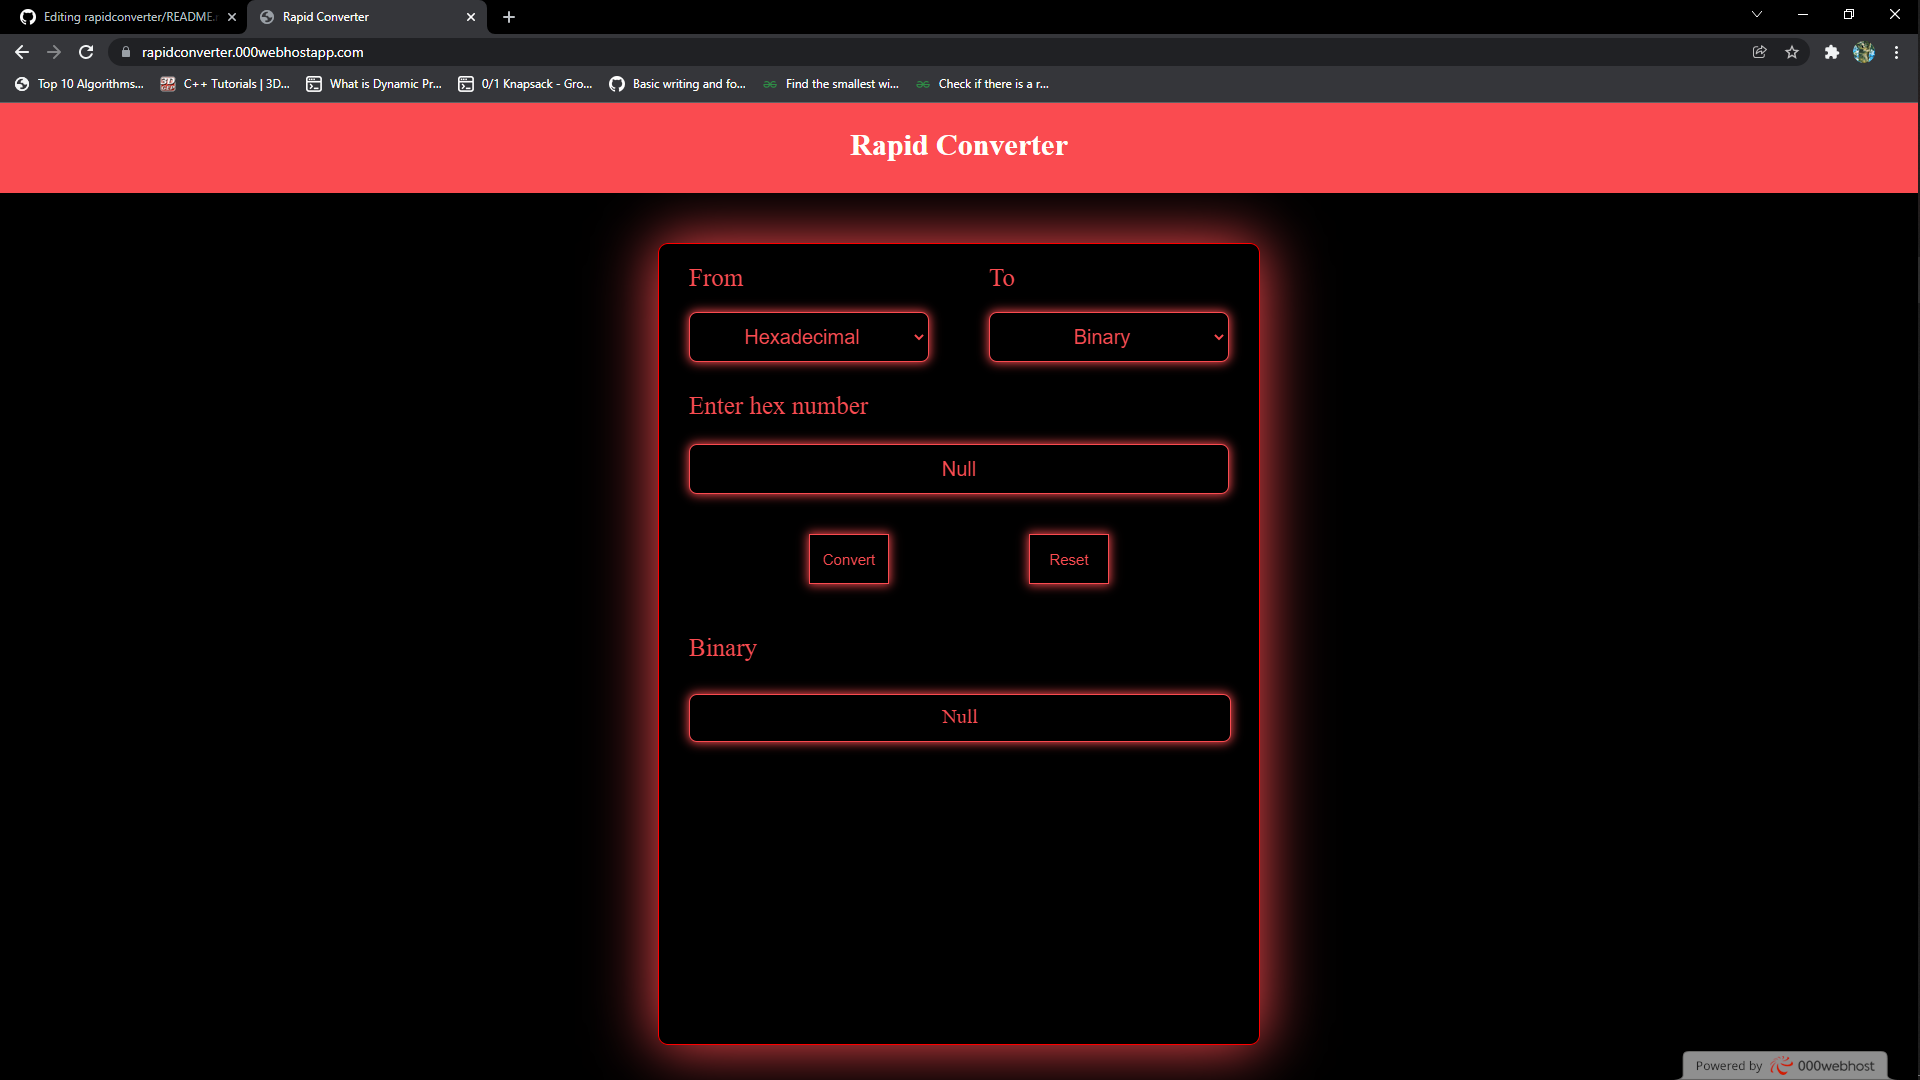 Editing rapidconverter/README.
Rapid Converter
rapidconverter.000webhostapp.com
Top 10 Algorithms...
C++ Tutorials | 3D...
What is Dynamic Pr...
0/1 Knapsack - Gro...
Basic writing and fo...
Find the smallest wi...
Check if there is a r...
Rapid Converter
From To
Hexadecimal Binary
Enter hex number
Null
Convert Reset
Binary
Null
Powered by 000webhost